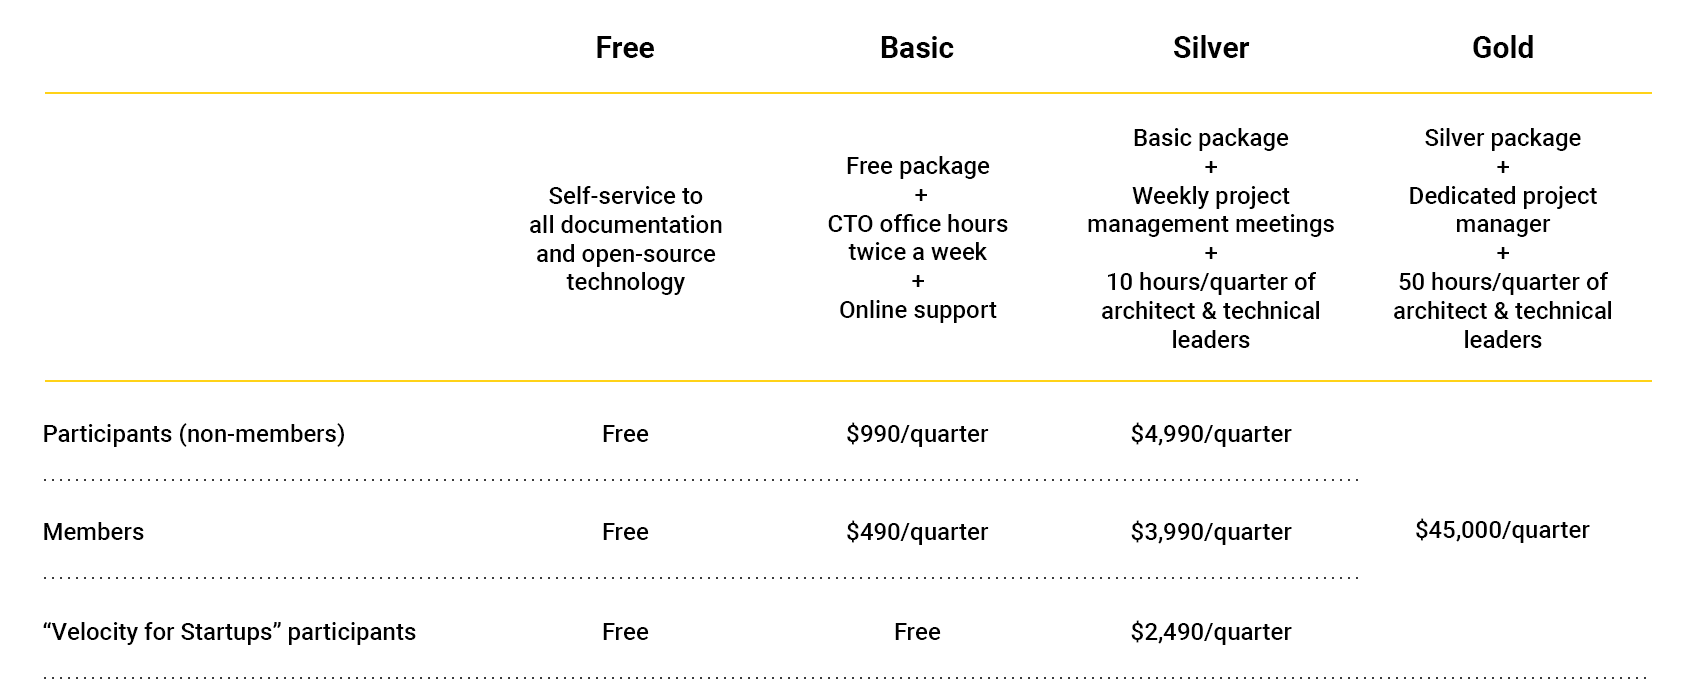 Free
Basic
Silver
Gold
Self-service to
all documentation
and open-source
technology
Free package
+
CTO office hours
twice a week
+
Online support
Basic package
+
Weekly project
management meetings
+
10 hours/quarter of
architect & technical
leaders
Silver package
+
Dedicated project
manager
+
50 hours/quarter of
architect & technical
leaders
Participants (non-members)
Free
$990/quarter
$4,990/quarter
Members
Free
$490/quarter
$3,990/quarter
$45,000/quarter
“Velocity for Startups” participants
Free
Free
$2,490/quarter